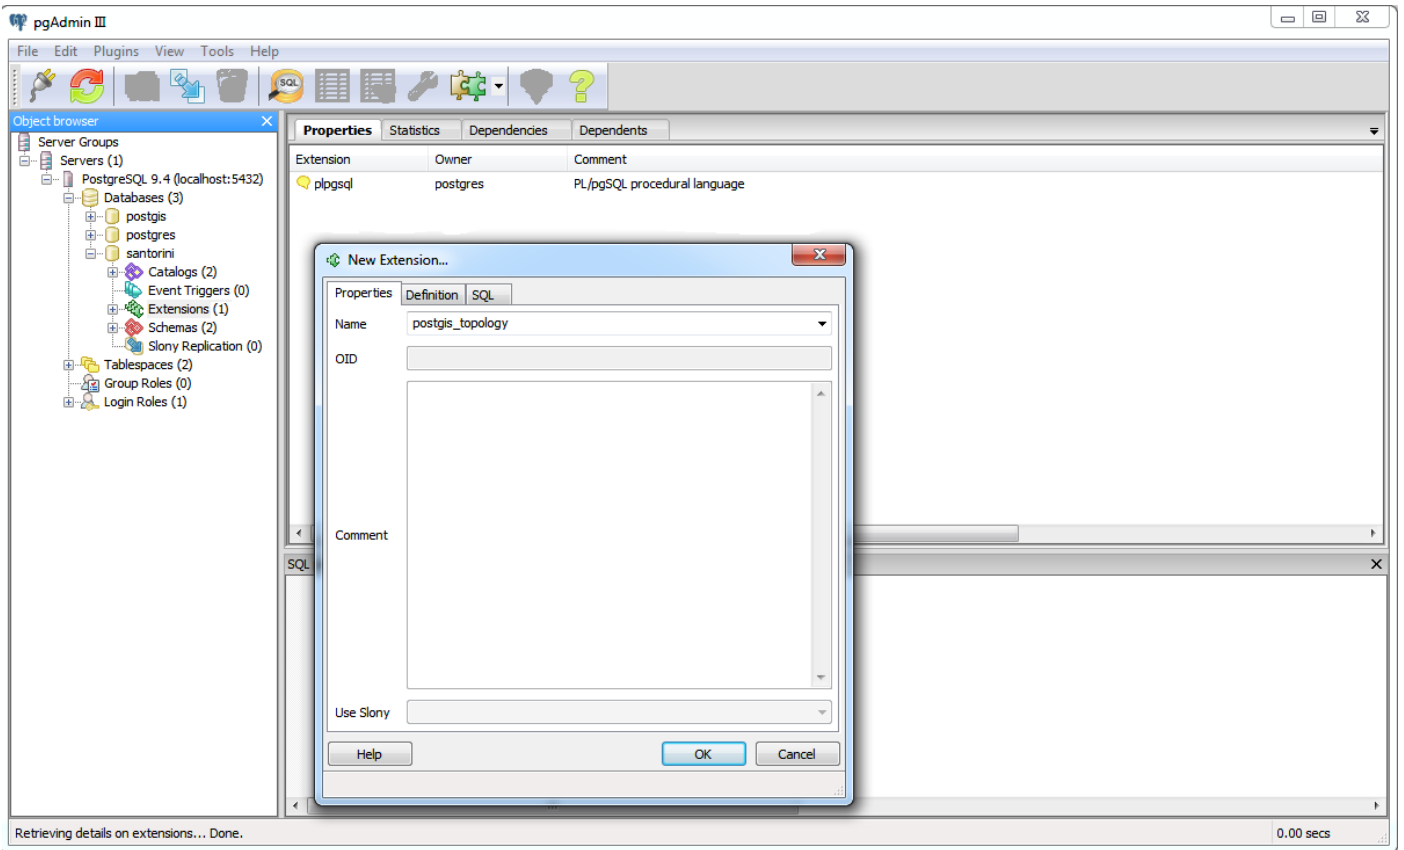 pgAdmin III
File Edit Plugins View Tools Help
SQL
Object browser
Server Groups
Servers (1)
PostgreSQL 9.4 (localhost:5432)
Databases (3)
postgis
postgres
santorini
Catalogs (2)
Event Triggers (0)
Extensions (1)
Schemas (2)
Slony Replication (0)
Tablespaces (2)
Group Roles (0)
Login Roles (1)
Properties Statistics Dependencies Dependents
Extension Owner Comment
plpgsql postgres PL/pgSQL procedural language
New Extension...
Properties Definition SQL
Name postgis_topology
OID
Comment
Use Slony
Help OK Cancel
SQL
Retrieving details on extensions... Done. 0.00 secs